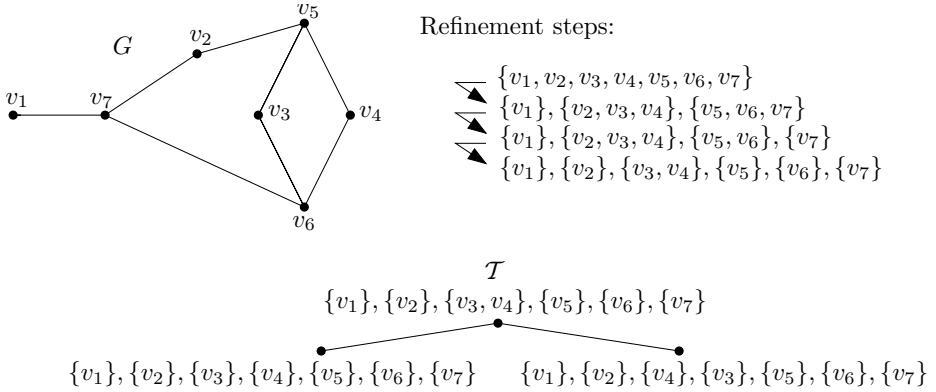 v5
G
v2
Refinement steps:
v1
v7
v3
v4
v6
{v1, v2, v3, v4, v5, v6, v7}
{v1}, {v2, v3, v4}, {v5, v6, v7}
{v1}, {v2, v3, v4}, {v5, v6}, {v7}
{v1}, {v2}, {v3, v4}, {v5}, {v6}, {v7}
T
{v1}, {v2}, {v3, v4}, {v5}, {v6}, {v7}
{v1}, {v2}, {v3}, {v4}, {v5}, {v6}, {v7}
{v1}, {v2}, {v4}, {v3}, {v5}, {v6}, {v7}